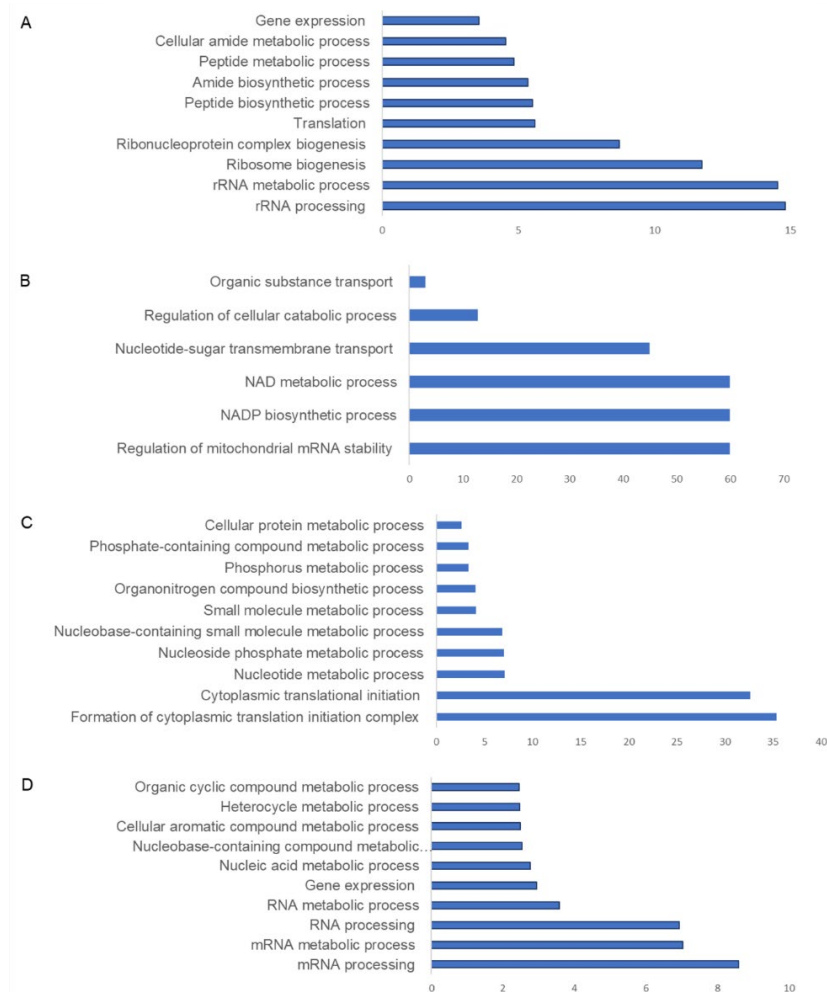 A
Gene expression
Cellular amide metabolic process
Peptide metabolic process
Amide biosynthetic process
Peptide biosynthetic process
Translation
Ribonucleoprotein complex biogenesis
Ribosome biogenesis
rRNA metabolic process
rRNA processing
0 5 10 15
B
Organic substance transport
Regulation of cellular catabolic process
Nucleotide-sugar transmembrane transport
NAD metabolic process
NADP biosynthetic process
Regulation of mitochondrial mRNA stability
0 10 20 30 40 50 60 70
C
Cellular protein metabolic process
Phosphate-containing compound metabolic process
Phosphorus metabolic process
Organonitrogen compound biosynthetic process
Small molecule metabolic process
Nucleobase-containing small molecule metabolic process
Nucleoside phosphate metabolic process
Nucleotide metabolic process
Cytoplasmic translational initiation
Formation of cytoplasmic translation initiation complex
0 5 10 15 20 25 30 35 40
D
Organic cyclic compound metabolic process
Heterocycle metabolic process
Cellular aromatic compound metabolic process
Nucleobase-containing compound metabolic...
Nucleic acid metabolic process
Gene expression
RNA metabolic process
RNA processing
mRNA metabolic process
mRNA processing
0 2 4 6 8 10